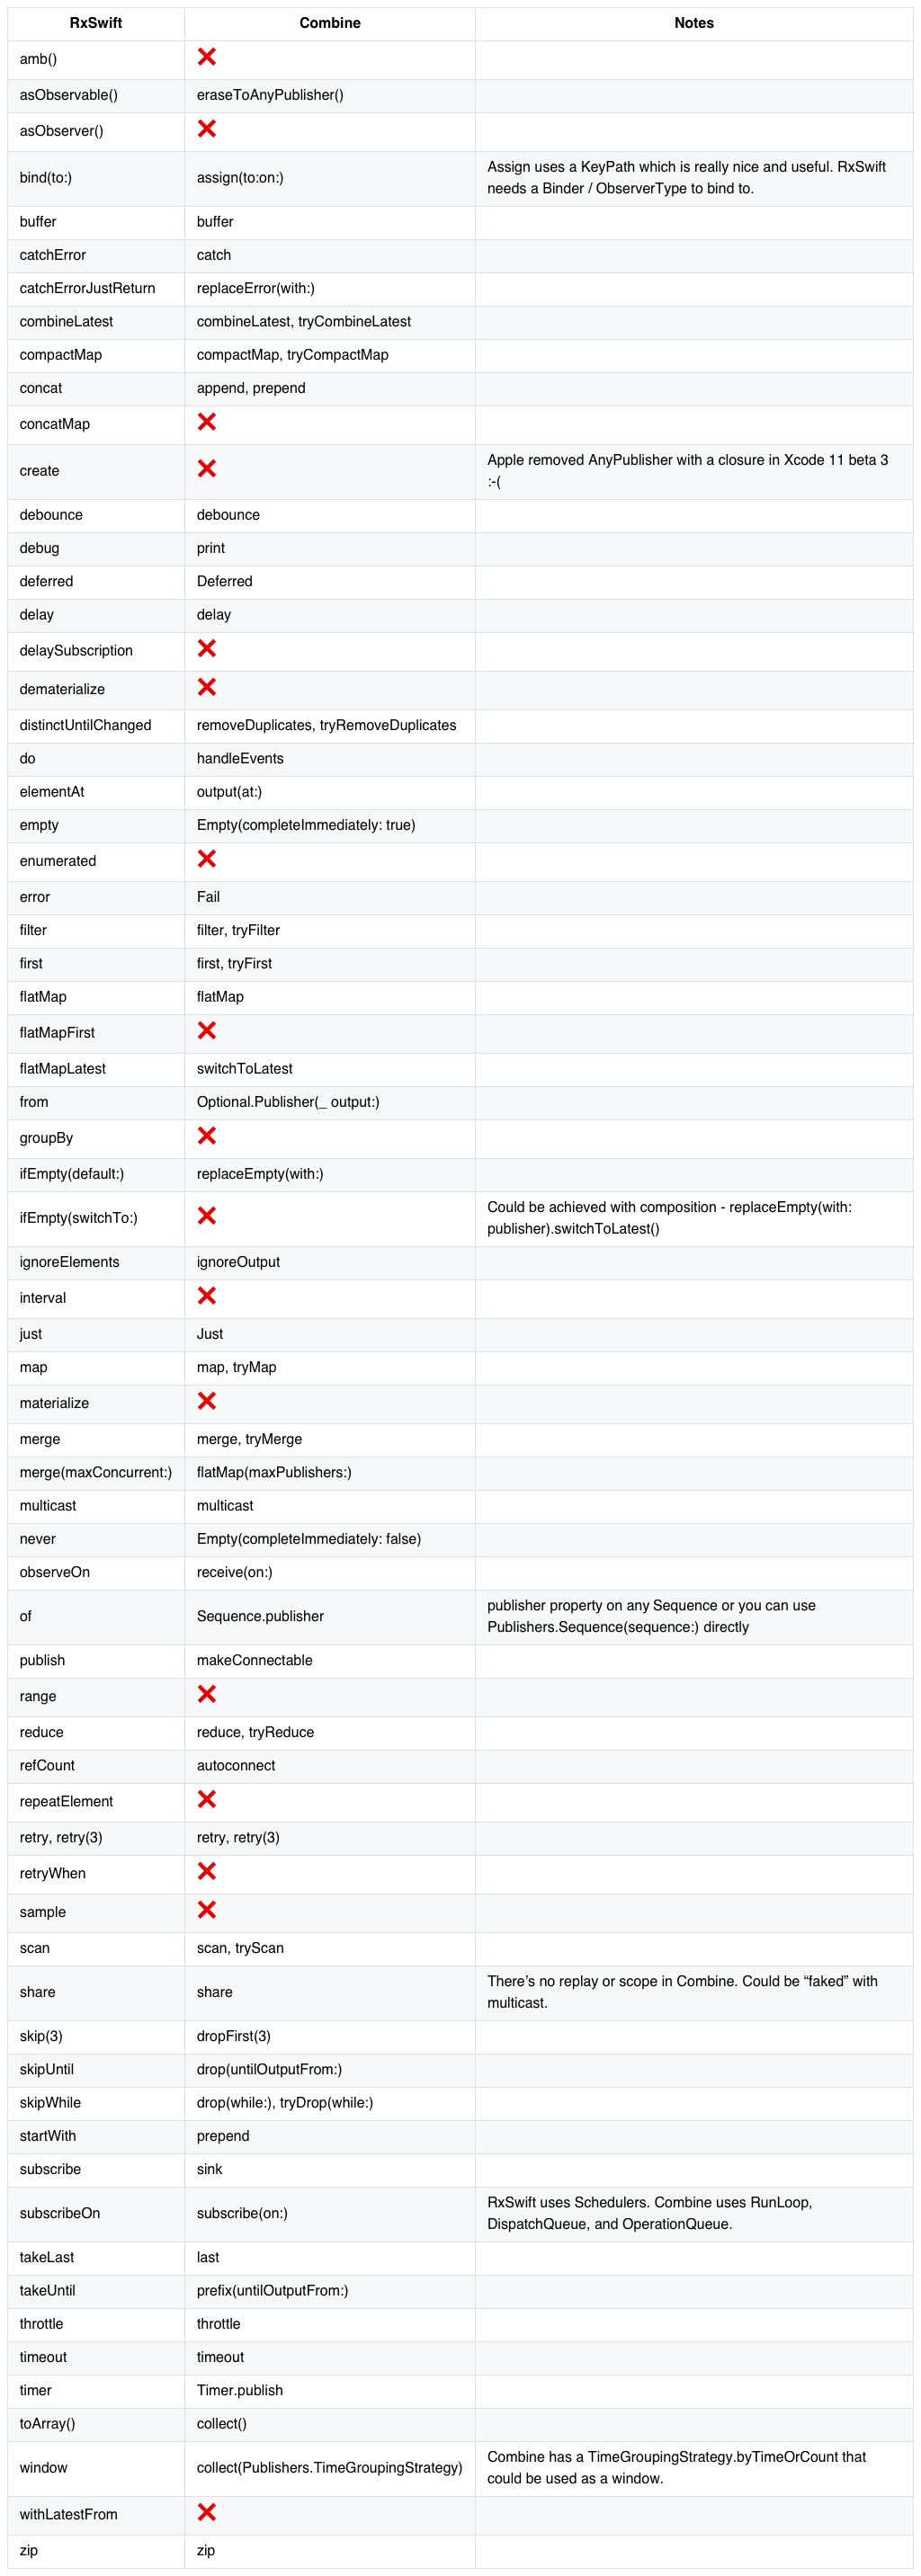 RxSwift Combine Notes
amb() ❌
asObservable() eraseToAnyPublisher()
asObserver() ❌
bind(to:) assign(to:on:) Assign uses a KeyPath which is really nice and useful. RxSwift
needs a Binder / ObserverType to bind to.
buffer buffer
catchError catch
catchErrorJustReturn replaceError(with:)
combineLatest combineLatest, tryCombineLatest
compactMap compactMap, tryCompactMap
concat append, prepend
concatMap ❌
create ❌ Apple removed AnyPublisher with a closure in Xcode 11 beta 3
:-(
debounce debounce
debug print
deferred Deferred
delay delay
delaySubscription ❌
dematerialize ❌
distinctUntilChanged removeDuplicates, tryRemoveDuplicates
do handleEvents
elementAt output(at:)
empty Empty(completeImmediately: true)
enumerated ❌
error Fail
filter filter, tryFilter
first first, tryFirst
flatMap flatMap
flatMapFirst ❌
flatMapLatest switchToLatest
from Optional.Publisher(_ output:)
groupBy ❌
ifEmpty(default:) replaceEmpty(with:)
ifEmpty(switchTo:) ❌ Could be achieved with composition - replaceEmpty(with:
publisher).switchToLatest()
ignoreElements ignoreOutput
interval ❌
just Just
map map, tryMap
materialize ❌
merge merge, tryMerge
merge(maxConcurrent:) flatMap(maxPublishers:)
multicast multicast
never Empty(completeImmediately: false)
observeOn receive(on:)
of Sequence.publisher publisher property on any Sequence or you can use
Publishers.Sequence(sequence:) directly
publish makeConnectable
range ❌
reduce reduce, tryReduce
refCount autoconnect
repeatElement ❌
retry, retry(3) retry, retry(3)
retryWhen ❌
sample ❌
scan scan, tryScan
share share There’s no replay or scope in Combine. Could be “faked” with
multicast.
skip(3) dropFirst(3)
skipUntil drop(untilOutputFrom:)
skipWhile drop(while:), tryDrop(while:)
startWith prepend
subscribe sink
subscribeOn subscribe(on:) RxSwift uses Schedulers. Combine uses RunLoop,
DispatchQueue, and OperationQueue.
takeLast last
takeUntil prefix(untilOutputFrom:)
throttle throttle
timeout timeout
timer Timer.publish
toArray() collect()
window collect(Publishers.TimeGroupingStrategy) Combine has a TimeGroupingStrategy.byTimeOrCount that
could be used as a window.
withLatestFrom ❌
zip zip